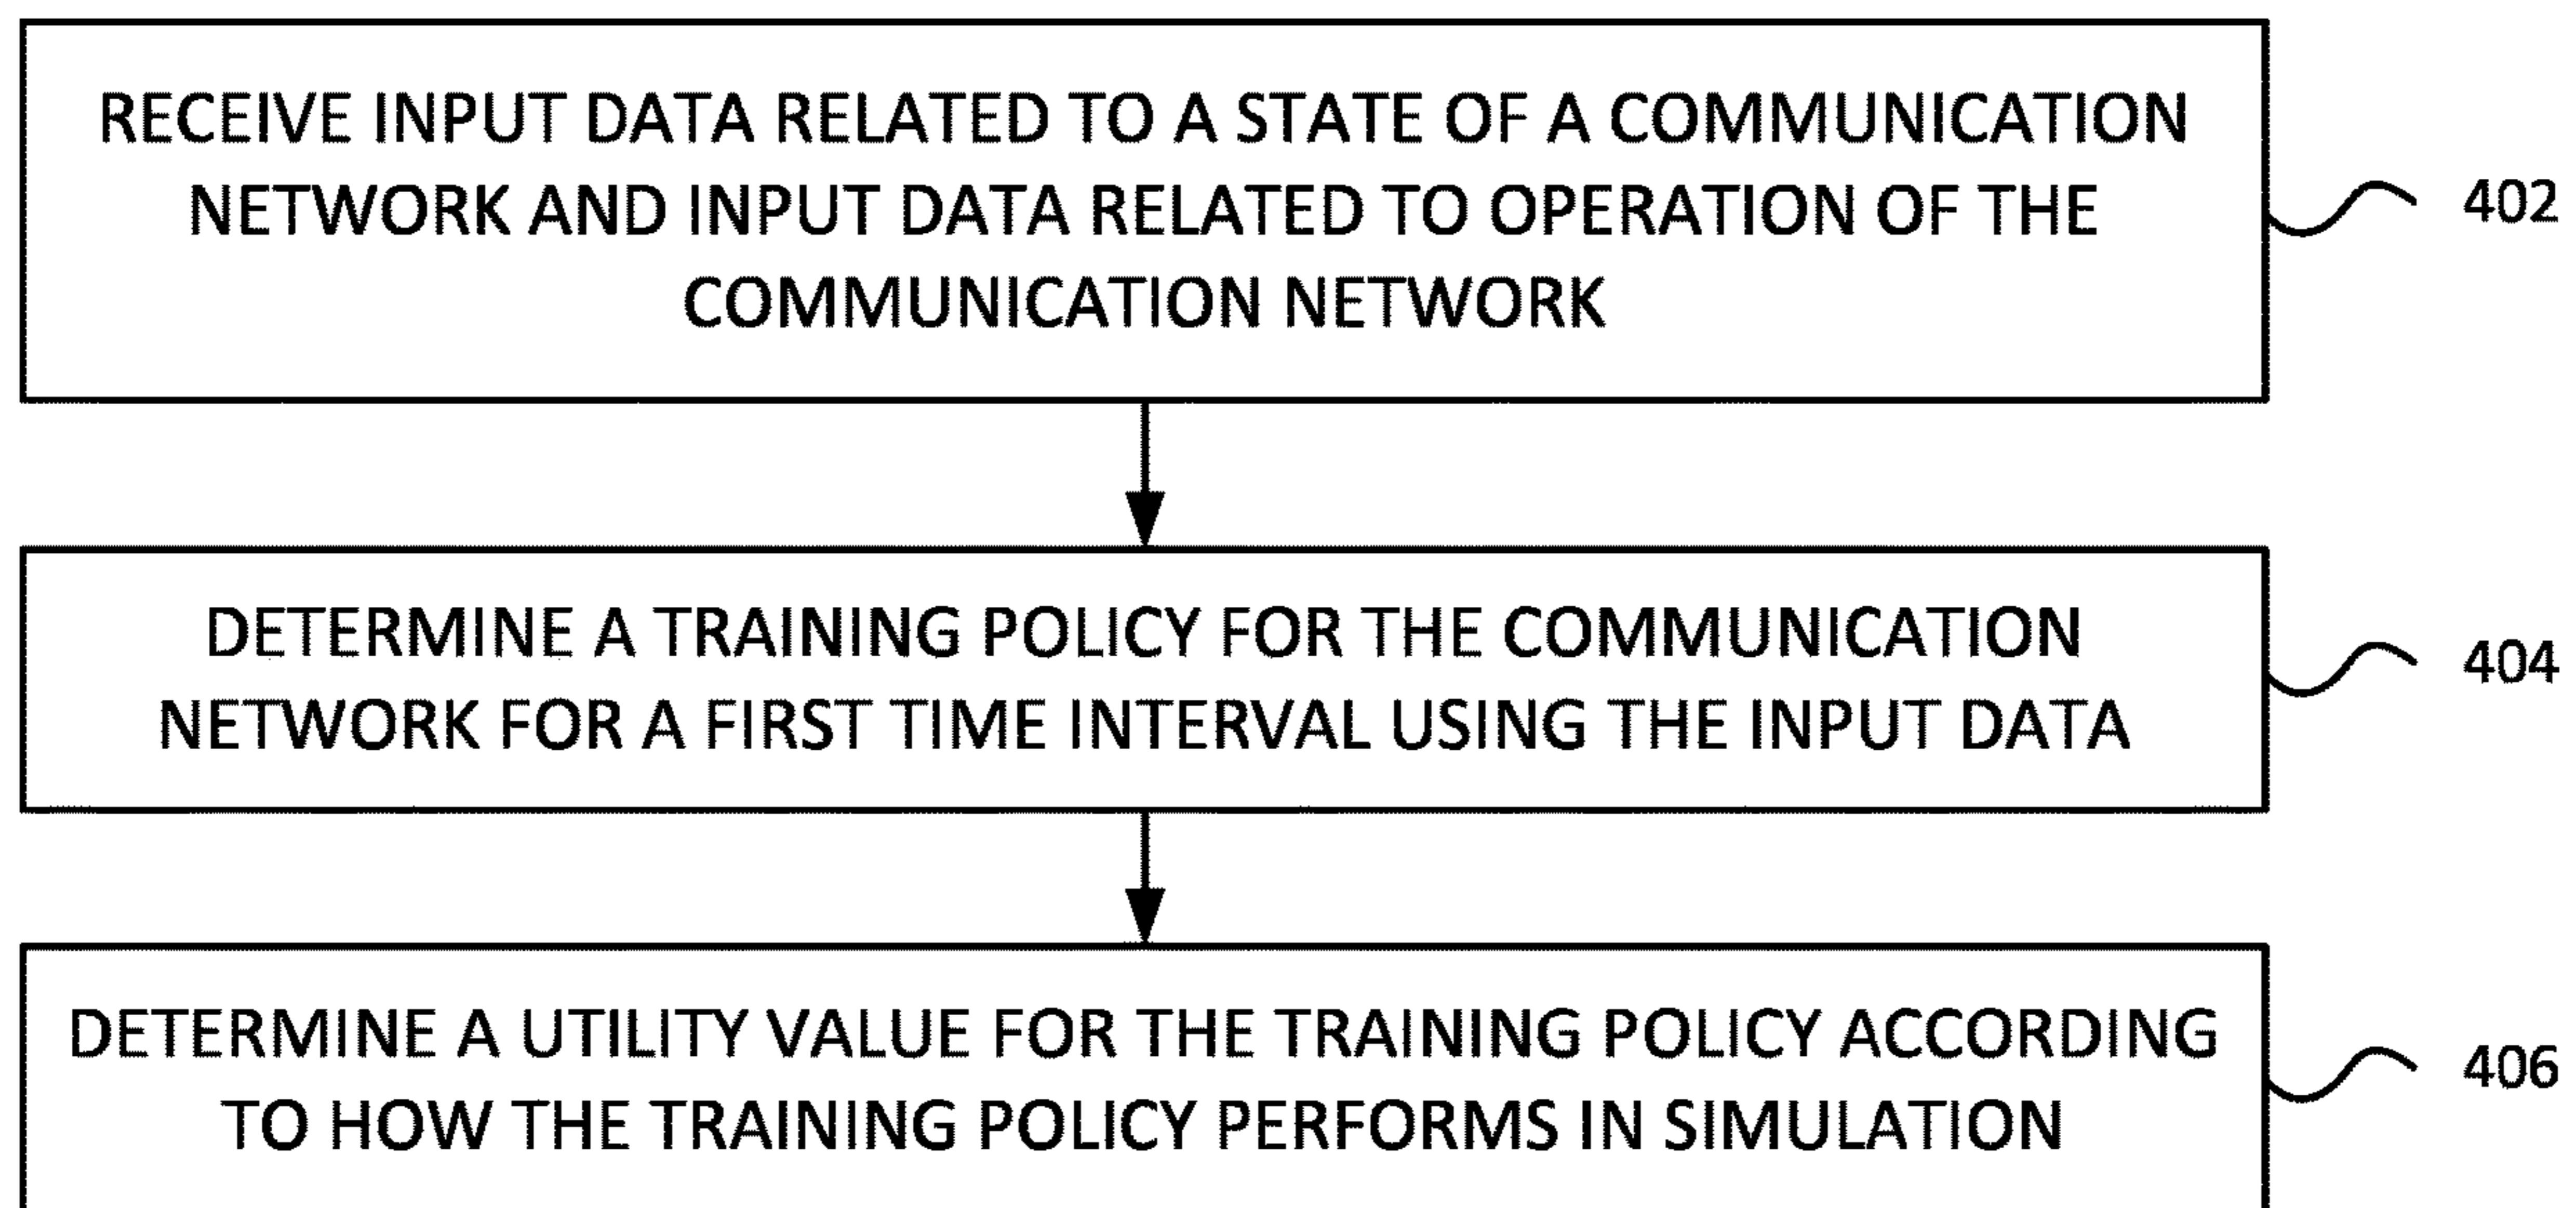 RECEIVE INPUT DATA RELATED TO A STATE OF A COMMUNICATION
NETWORK AND INPUT DATA RELATED TO OPERATION OF THE
COMMUNICATION NETWORK
402
DETERMINE A TRAINING POLICY FOR THE COMMUNICATION
NETWORK FOR A FIRST TIME INTERVAL USING THE INPUT DATA
404
DETERMINE A UTILITY VALUE FOR THE TRAINING POLICY ACCORDING
TO HOW THE TRAINING POLICY PERFORMS IN SIMULATION
406